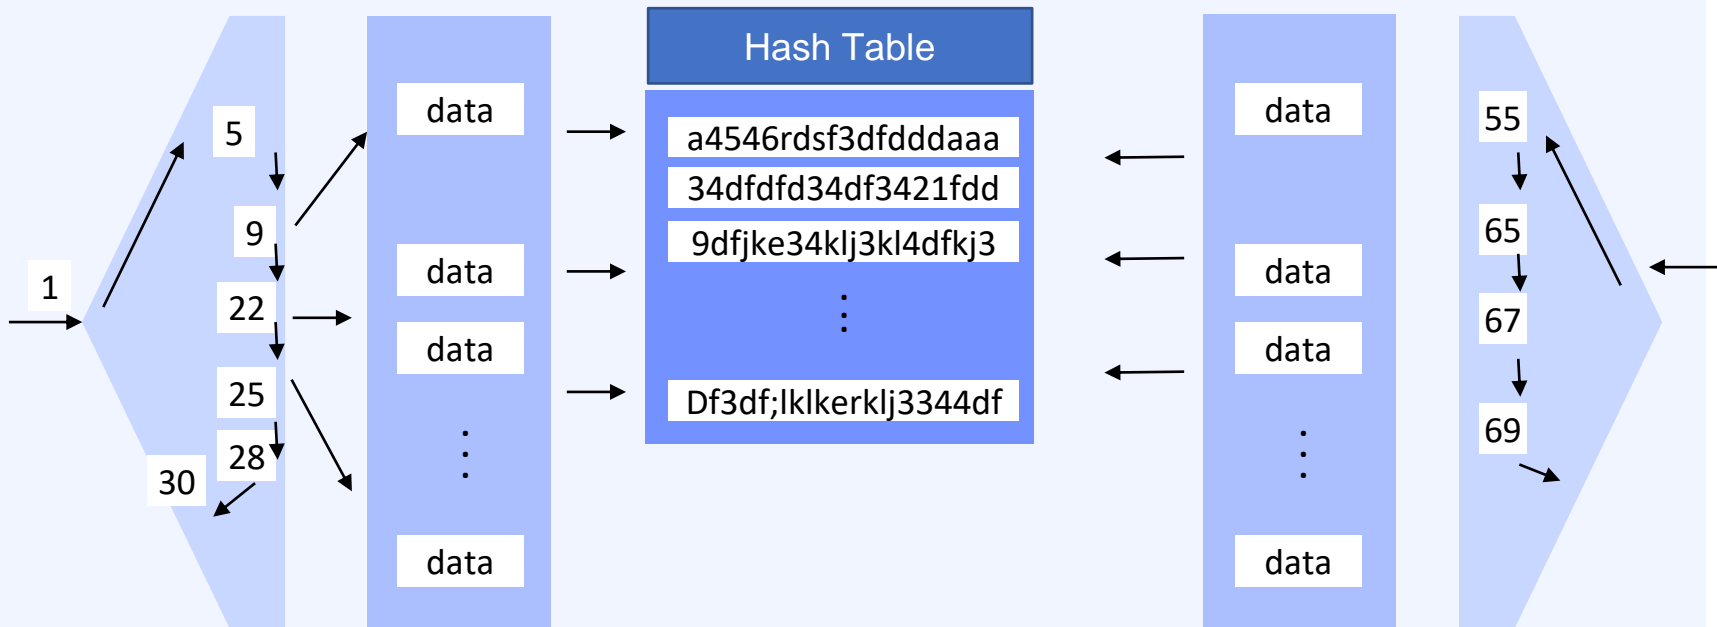 1
5
9
22
25
28
30
data
data
data
data
Hash Table
a4546rdsf3dfdddaaa
34dfdfd34df3421fdd
9dfjke34klj3kl4dfkj3
Df3df;lklkerklj3344df
data
data
data
data
55
65
67
69